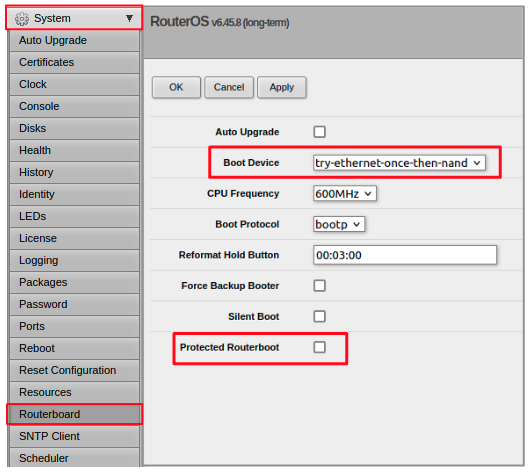 System
Auto Upgrade
Certificates
Clock
Console
Disks
Health
History
Identity
LEDs
License
Logging
Packages
Password
Ports
Reboot
Reset Configuration
Resources
Routerboard
SNTP Client
Scheduler
RouterOS v6.45.8 (long-term)
OK Cancel Apply
Auto Upgrade
Boot Device try-ethernet-once-then-nand
CPU Frequency 600MHz
Boot Protocol bootp
Reformat Hold Button 00:03:00
Force Backup Booter
Silent Boot
Protected Routerboot